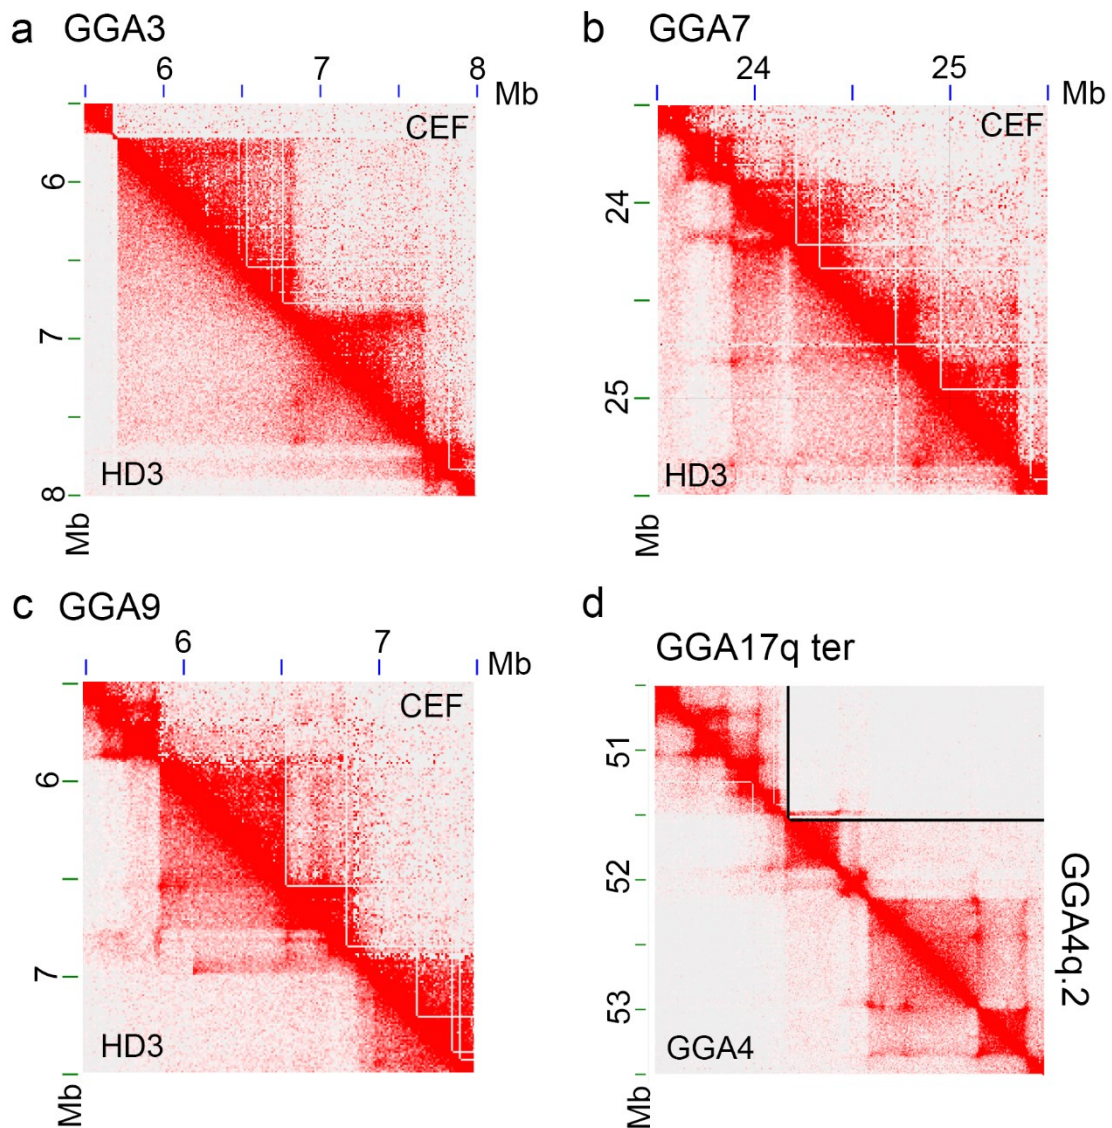 a GGA3
6 7 8
Mb
CEF
6
7
8
HD3
Mb
b GGA7
24 25
Mb
CEF
24
25
HD3
Mb
c GGA9
6 7
Mb
CEF
6
7
HD3
Mb
d
GGA17q ter
51
52
53
GGA4q.2
GGA4
Mb